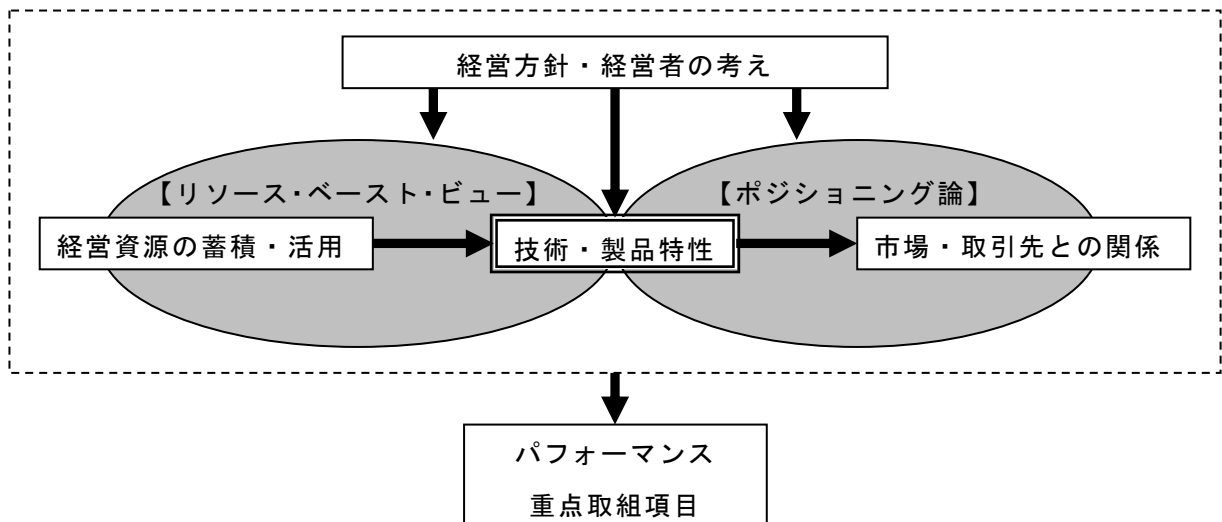 経営方針・経営者の考え
【リソース・ベースト・ビュー】
【ポジショニング論】
経営資源の蓄積・活用
技術・製品特性
市場・取引先との関係
パフォーマンス
重点取組項目